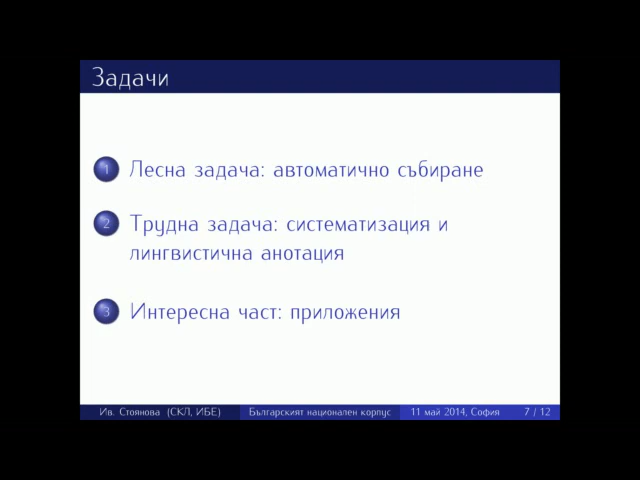 Задачи
1 Лесна задача: автоматично събиране
2 Трудна задача: систематизация и
лингвистична анотация
3 Интересна част: приложения
Ив. Стоянова (СКЛ, ИБЕ) Българският национален корпус 11 май 2014, София 7 / 12